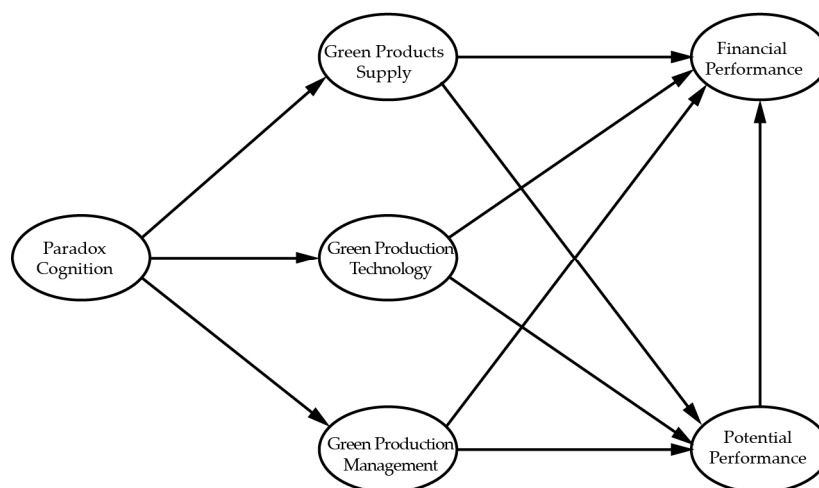 Green Products
Supply
Financial
Performance
Paradox
Cognition
Green Production
Technology
Green Production
Management
Potential
Performance